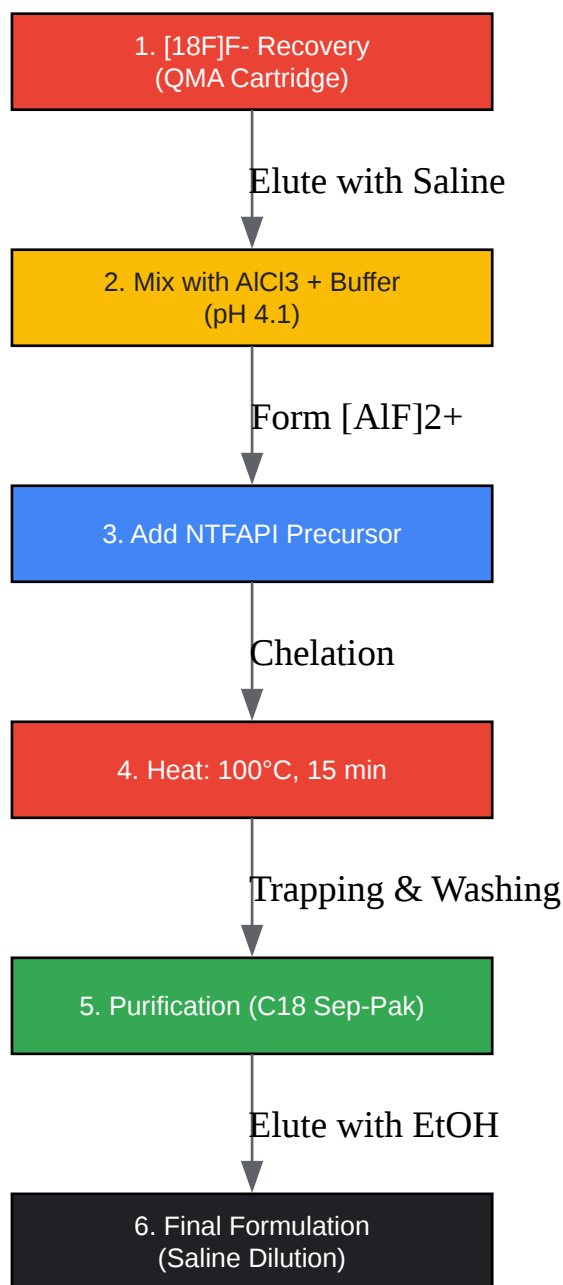 1. [18F]F- Recovery
(QMA Cartridge)
Elute with Saline
2. Mix with AlCl3 + Buffer
(pH 4.1)
Form [AlF]2+
3. Add NTFAPI Precursor
Chelation
4. Heat: 100°C, 15 min
Trapping & Washing
5. Purification (C18 Sep-Pak)
Elute with EtOH
6. Final Formulation
(Saline Dilution)